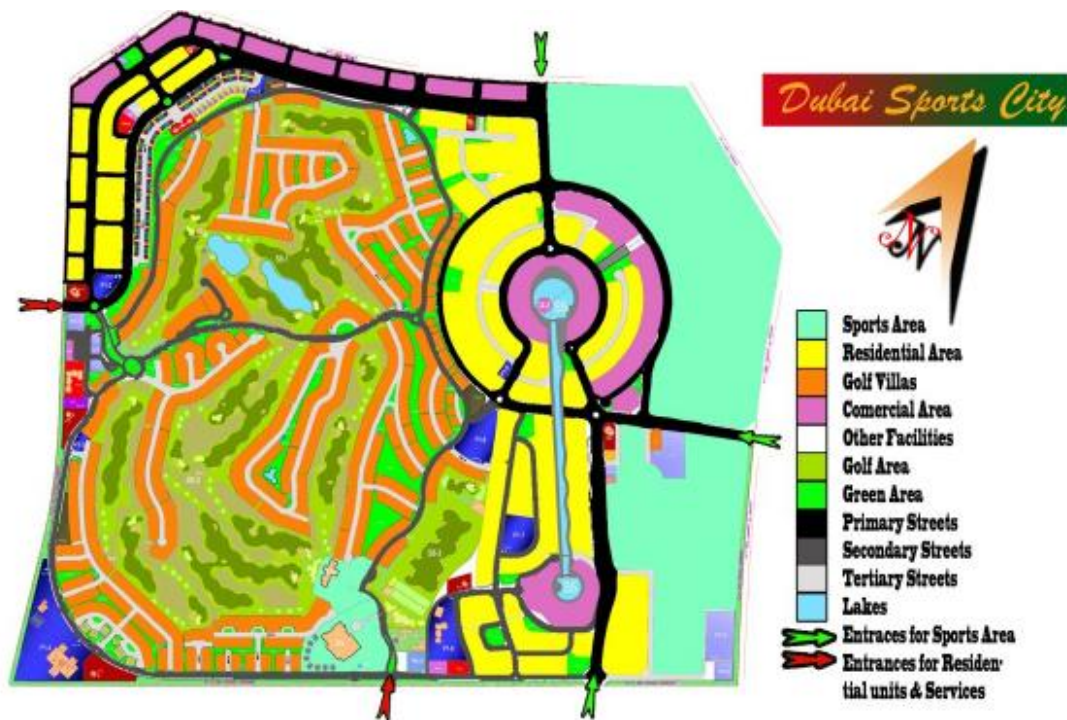 Dubai Sports City
Sports Area
Residential Area
Golf Villas
Comercial Area
Other Facilities
Golf Area
Green Area
Primary Streets
Secondary Streets
Tertiary Streets
Lakes
Entraces for Sports Area
Entrances for Residen-
tial units & Services